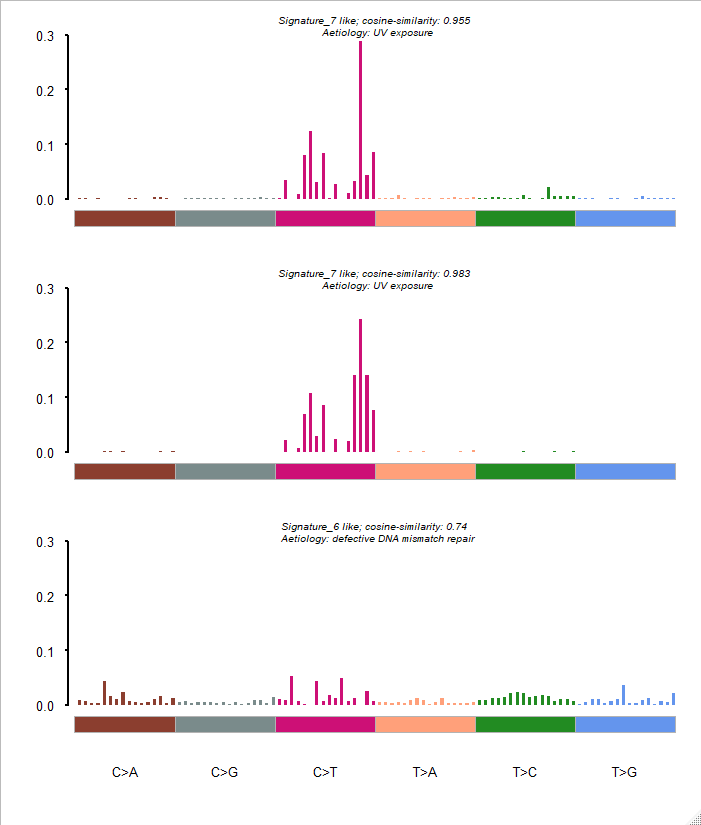 Signature_7 like; cosine-similarity: 0.955
Aetiology: UV exposure
0.3
0.2
0.1
0.0
Signature_7 like; cosine-similarity: 0.983
Aetiology: UV exposure
0.3
0.2
0.1
0.0
Signature_6 like; cosine-similarity: 0.74
Aetiology: defective DNA mismatch repair
0.3
0.2
0.1
0.0
C>A C>G C>T T>A T>C T>G